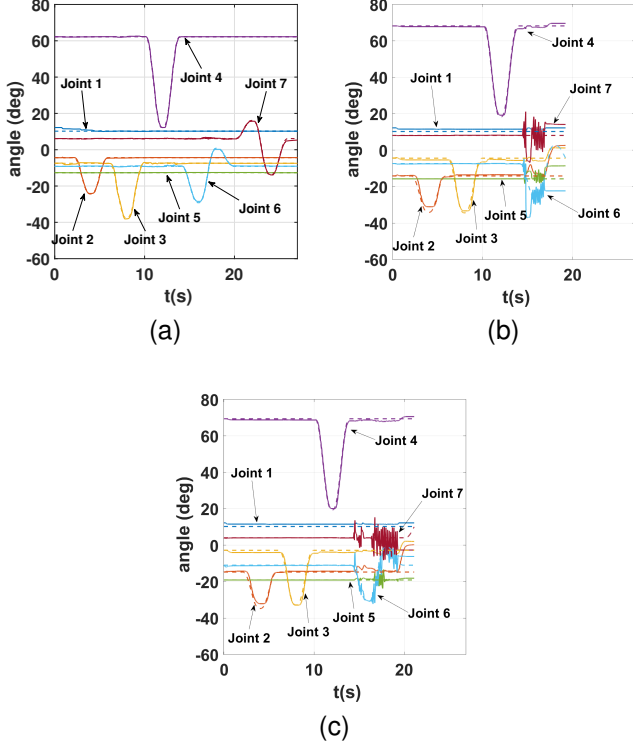 80
60
40
20
0
-20
-40
-60
angle (deg)
Joint 1
Joint 4
Joint 7
Joint 2
Joint 3
Joint 5
Joint 6
0 10 20
t(s)
(a)
80
60
40
20
0
-20
-40
-60
angle (deg)
Joint 1
Joint 4
Joint 7
Joint 2
Joint 3
Joint 5
Joint 6
0 10 20
t(s)
(b)
80
60
40
20
0
-20
-40
-60
angle (deg)
Joint 4
Joint 1
Joint 7
Joint 2
Joint 3
Joint 5
Joint 6
0 10 20
t(s)
(c)